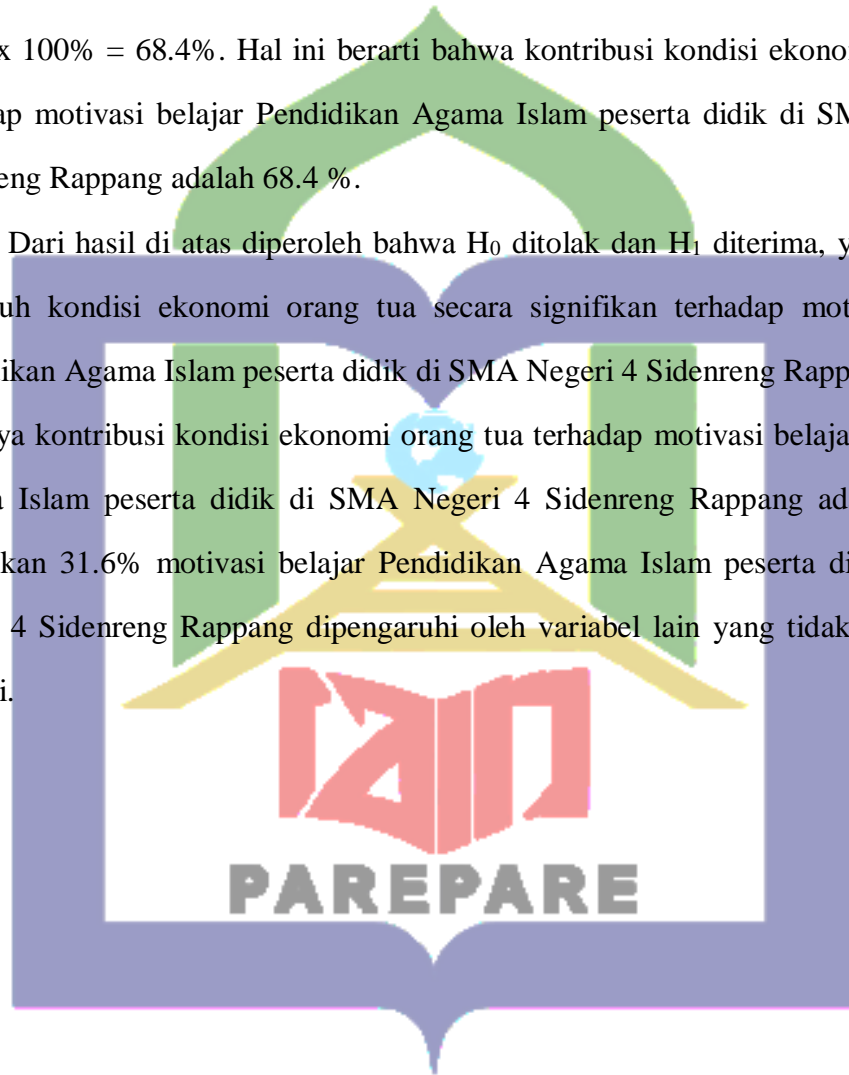 x 100% = 68.4%. Hal ini berarti bahwa kontribusi kondisi ekonom
ap motivasi belajar Pendidikan Agama Islam peserta didik di SM
eng Rappang adalah 68.4 %.
Dari hasil di atas diperoleh bahwa H₀ ditolak dan H₁ diterima, y
uh kondisi ekonomi orang tua secara signifikan terhadap mot
ikan Agama Islam peserta didik di SMA Negeri 4 Sidenreng Rapp
ya kontribusi kondisi ekonomi orang tua terhadap motivasi belaja
Islam peserta didik di SMA Negeri 4 Sidenreng Rappang ad
kan 31.6% motivasi belajar Pendidikan Agama Islam peserta di
4 Sidenreng Rappang dipengaruhi oleh variabel lain yang tidak
i.
iain
PAREPARE